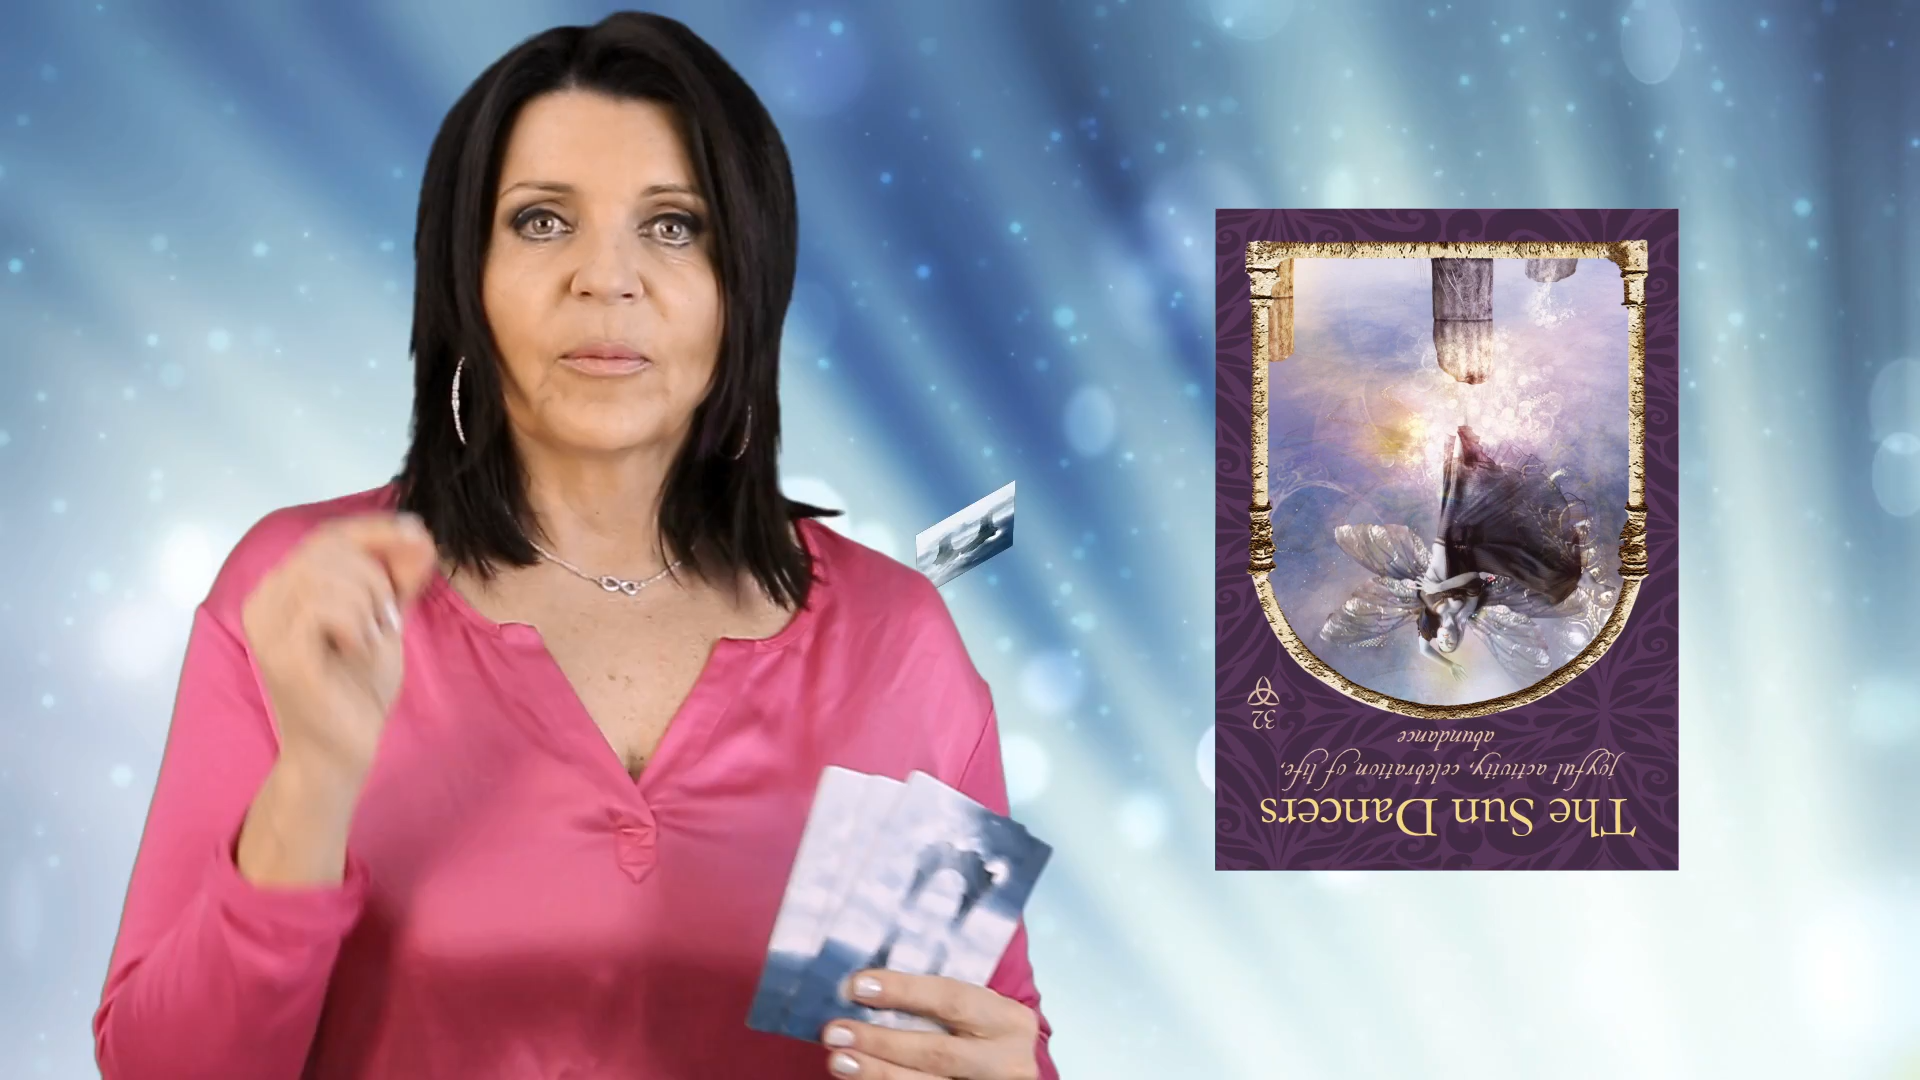 The Sun Dancers
joyful activity, celebration of life,
abundance
32